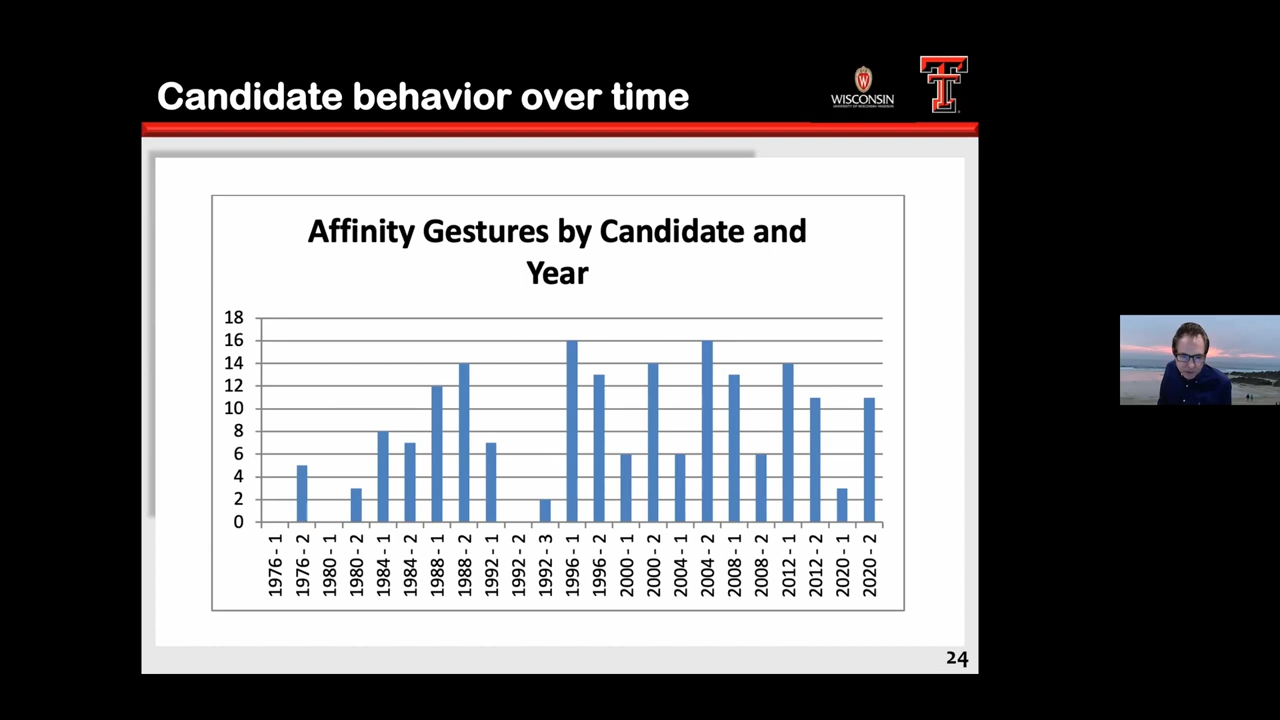 Candidate behavior over time
W
WISCONSIN
T
Affinity Gestures by Candidate and
Year
18
16
14
12
10
8
6
4
2
0
1976 - 1
1976 - 2
1980 - 1
1980 - 2
1984 - 1
1984 - 2
1988 - 1
1988 - 2
1992 - 1
1992 - 2
1992 - 3
1996 - 1
1996 - 2
2000 - 1
2000 - 2
2004 - 1
2004 - 2
2008 - 1
2008 - 2
2012 - 1
2012 - 2
2020 - 1
2020 - 2
24